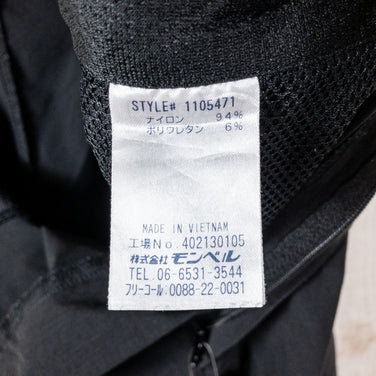 STYLE# 1105471
ナイロン 94%
ポリウレタン 6%
MADE IN VIETNAM
工場No.402130105
株式会社モンベル
TEL. 06-6531-3544
フリーコール:0088-22-0031